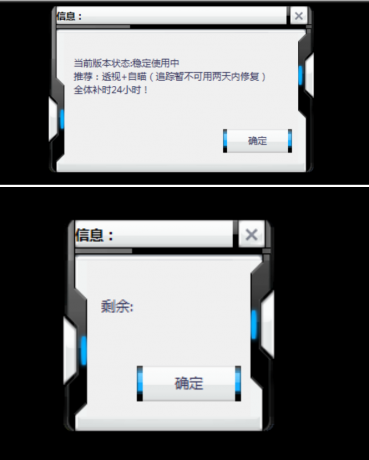 信息：
当前版本状态:稳定使用中
推荐：透视+自瞄（追踪暂不可用两天内修复）
全体补时24小时！
确定
信息：
剩余:
确定